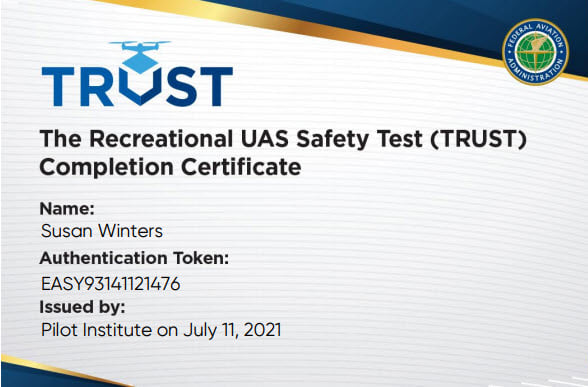 FEDERAL AVIATION
ADMINISTRATION
TRUST
The Recreational UAS Safety Test (TRUST)
Completion Certificate
Name:
Susan Winters
Authentication Token:
EASY93141121476
Issued by:
Pilot Institute on July 11, 2021